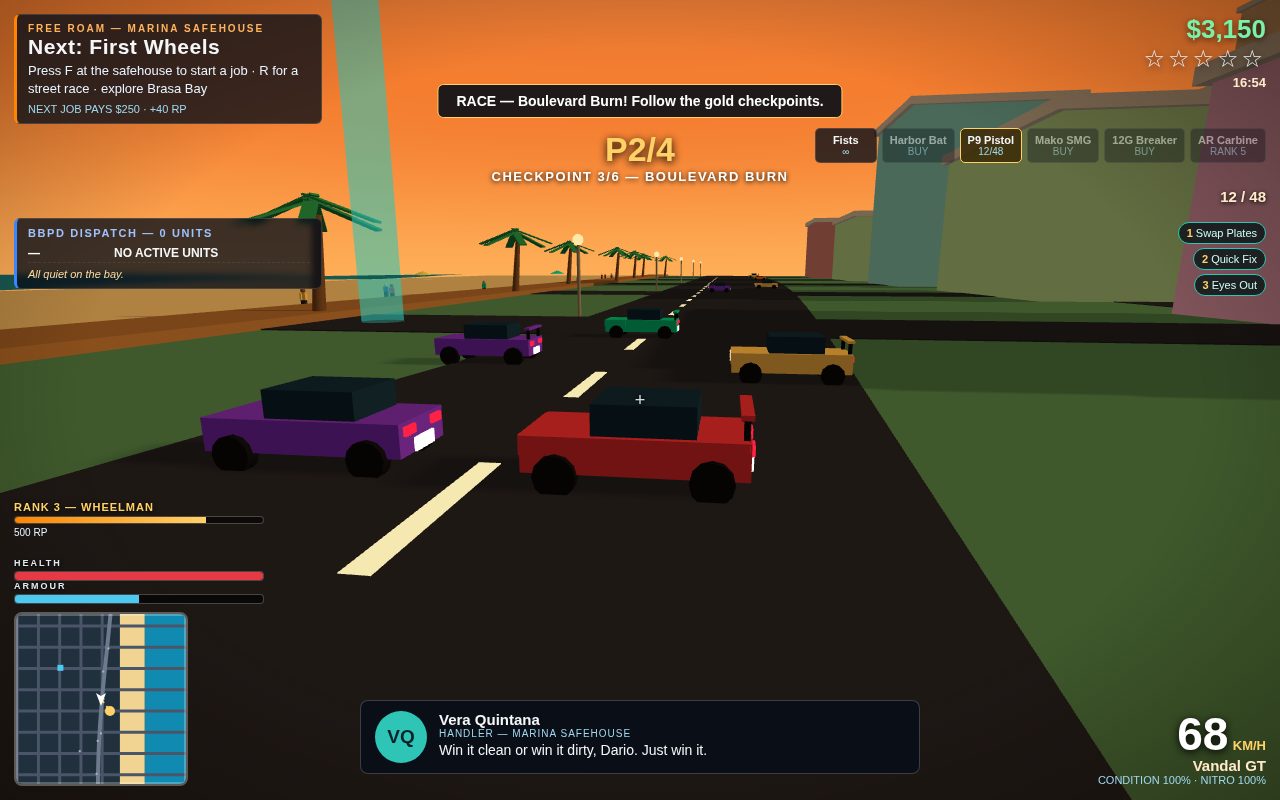 FREE ROAM — MARINA SAFEHOUSE
Next: First Wheels
Press F at the safehouse to start a job · R for a
street race · explore Brasa Bay
NEXT JOB PAYS $250 · +40 RP
RACE — Boulevard Burn! Follow the gold checkpoints.
P2/4
CHECKPOINT 3/6 — BOULEVARD BURN
$3,150
☆☆☆☆☆
16:54
Fists
∞
Harbor Bat
BUY
P9 Pistol
12/48
Mako SMG
BUY
12G Breaker
BUY
AR Carbine
RANK 5
12 / 48
1 Swap Plates
2 Quick Fix
3 Eyes Out
BBPD DISPATCH — 0 UNITS
— NO ACTIVE UNITS
All quiet on the bay.
RANK 3 — WHEELMAN
500 RP
HEALTH
ARMOUR
VQ
Vera Quintana
HANDLER — MARINA SAFEHOUSE
Win it clean or win it dirty, Dario. Just win it.
68 KM/H
Vandal GT
CONDITION 100% · NITRO 100%